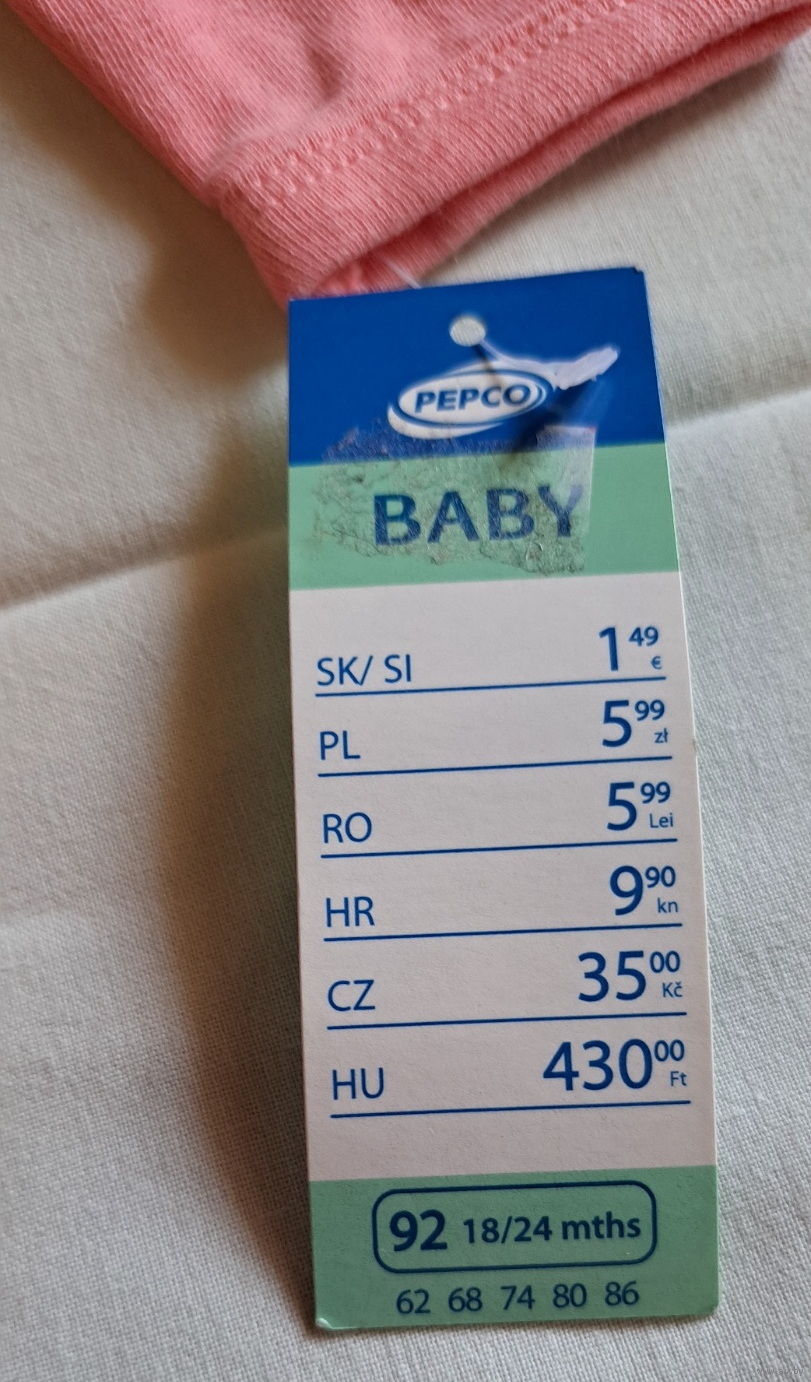 PEPCO
BABY
SK/ SI 1 49 €
PL 5 99 zł
RO 5 99 Lei
HR 9 90 kn
CZ 35 00 Kč
HU 430 00 Ft
92 18/24 mths
62 68 74 80 86